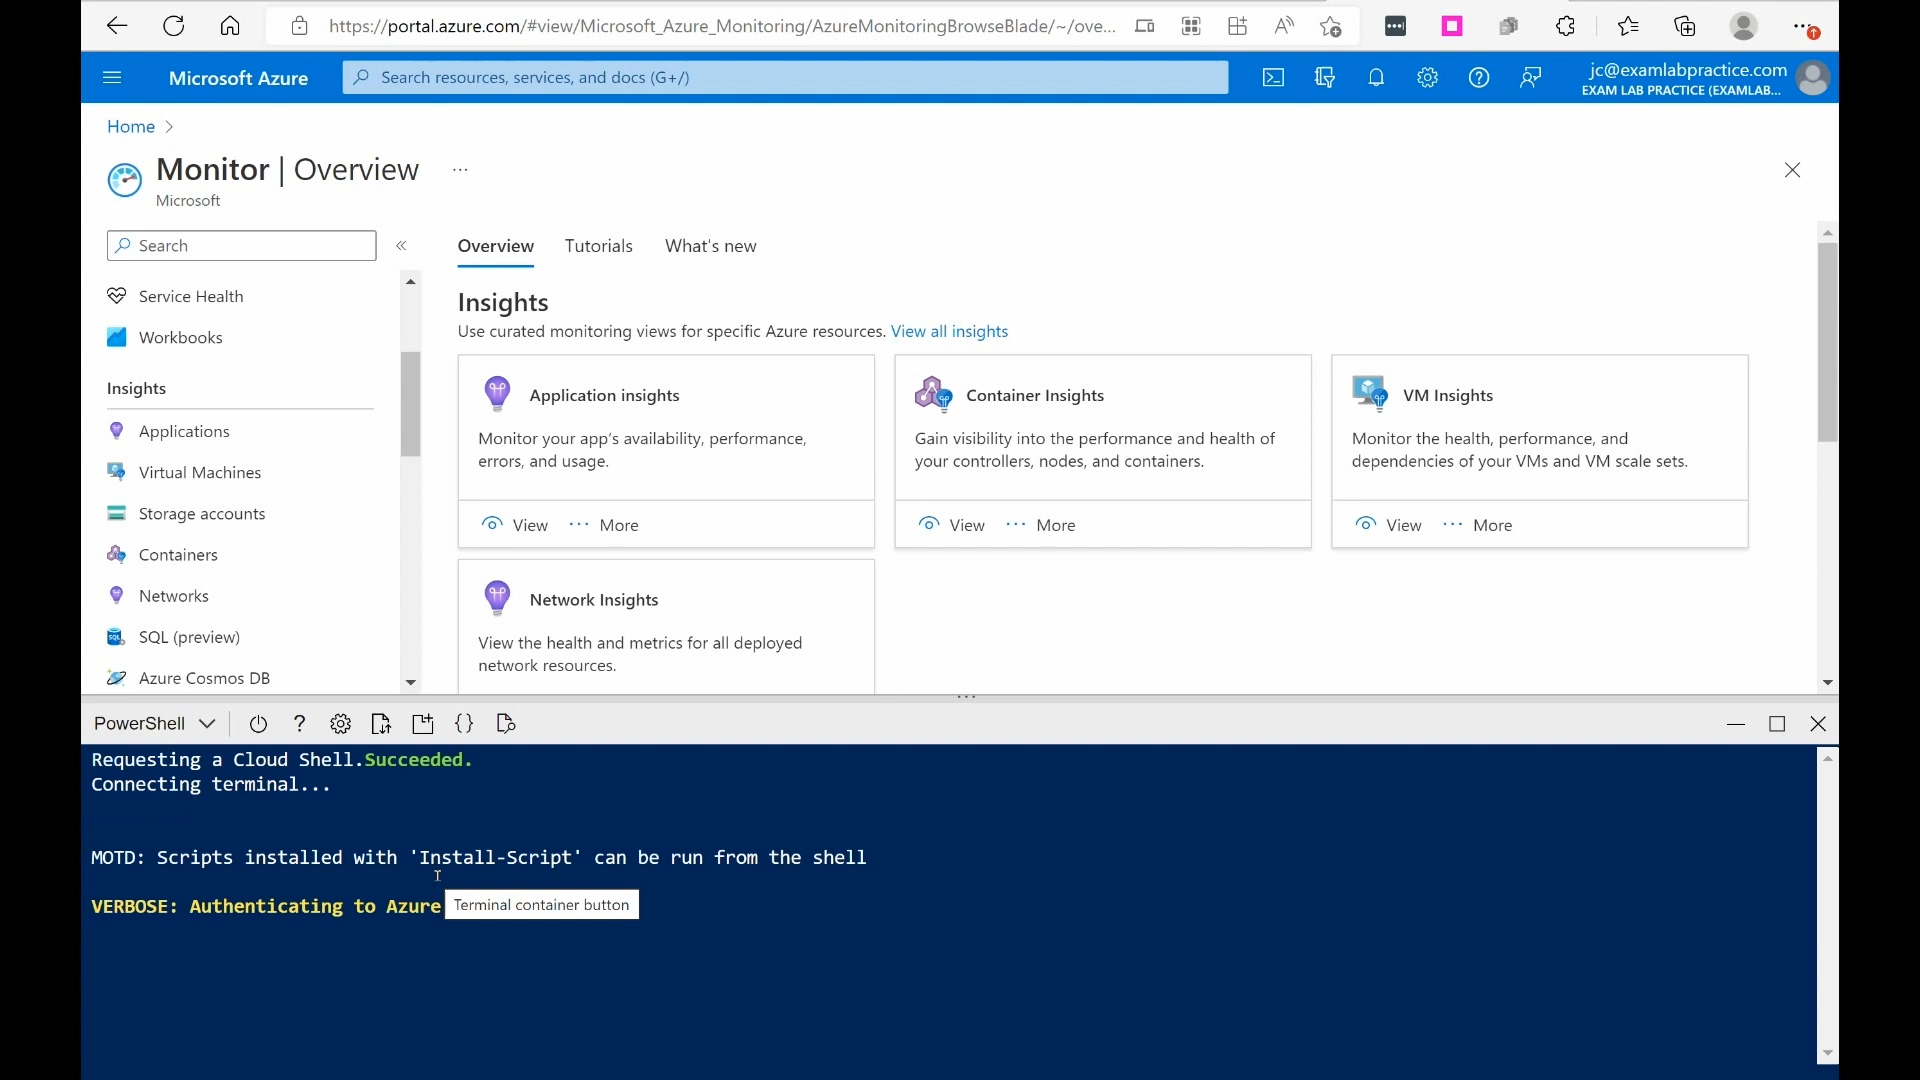 https://portal.azure.com/#view/Microsoft_Azure_Monitoring/AzureMonitoringBrowseBlade/~/ove...
Microsoft Azure
Search resources, services, and docs (G+/)
jc@examlabpractice.com
EXAM LAB PRACTICE (EXAMLAB...
Home
Monitor | Overview
...
Microsoft
Search
Service Health
Workbooks
Insights
Applications
Virtual Machines
Storage accounts
Containers
Networks
SQL (preview)
Azure Cosmos DB
Overview Tutorials What's new
Insights
Use curated monitoring views for specific Azure resources. View all insights
Application insights
Monitor your app's availability, performance,
errors, and usage.
View ... More
Container Insights
Gain visibility into the performance and health of
your controllers, nodes, and containers.
View ... More
VM Insights
Monitor the health, performance, and
dependencies of your VMs and VM scale sets.
View ... More
Network Insights
View the health and metrics for all deployed
network resources.
PowerShell
Requesting a Cloud Shell.Succeeded.
Connecting terminal...
MOTD: Scripts installed with 'Install-Script' can be run from the shell
VERBOSE: Authenticating to Azure
Terminal container button